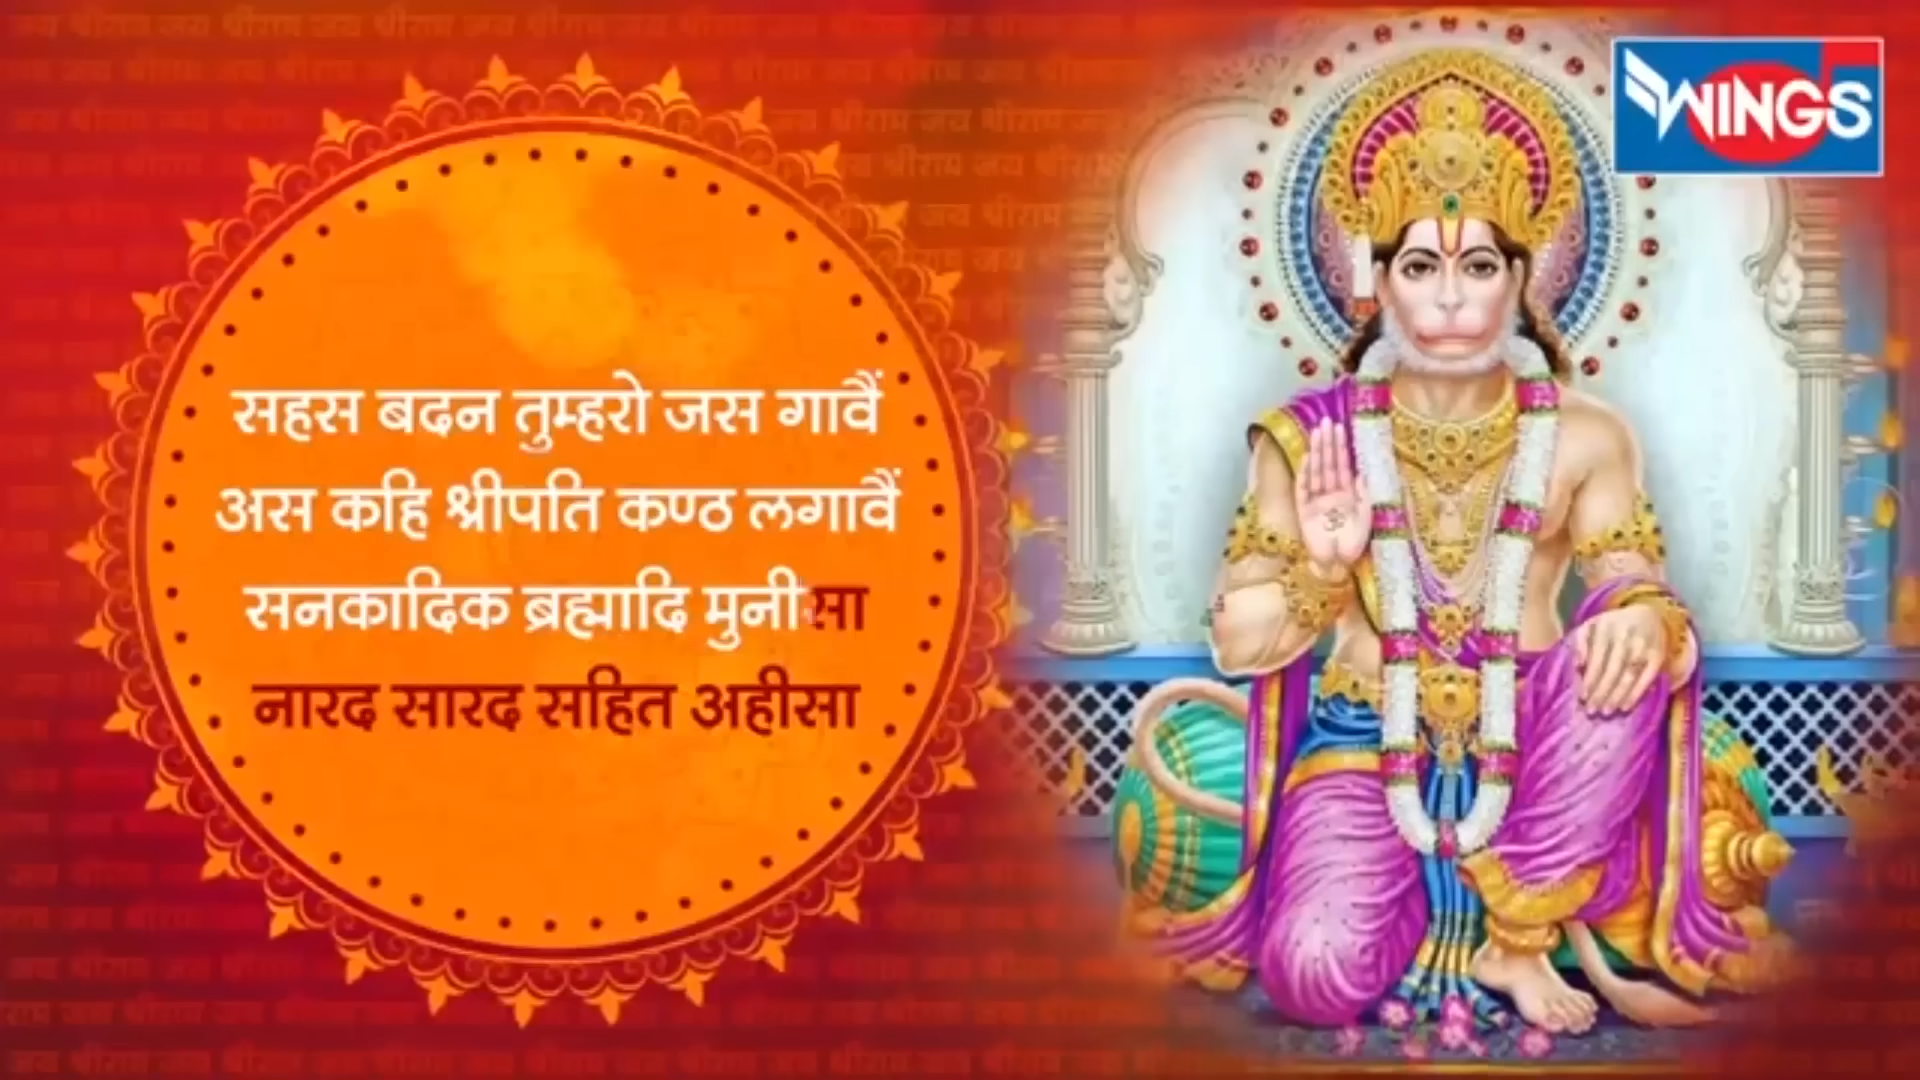 सहस बदन तुम्हरो जस गावैं
अस कहि श्रीपति कण्ठ लगावैं
सनकादिक ब्रह्मादि मुनीसा
नारद सारद सहित अहीसा
WINGS